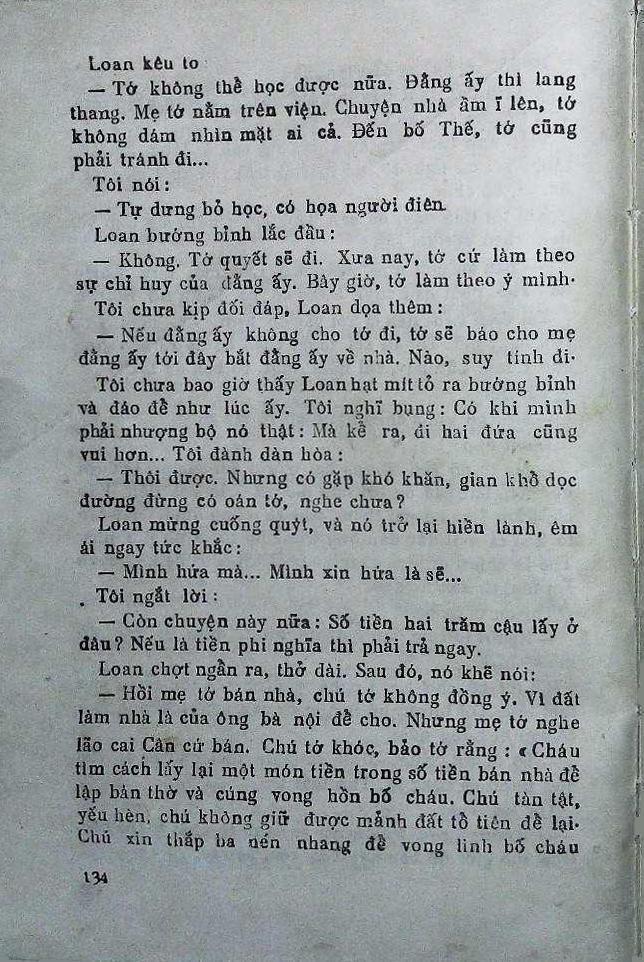 Loan kêu to
— Tớ không thể học được nữa. Đằng ấy thì lang
thang. Mẹ tớ nằm trên viện. Chuyện nhà ầm ĩ lên, tớ
không dám nhìn mặt ai cả. Đến bố Thế, tớ cũng
phải tránh đi...
Tôi nói :
— Tự dưng bỏ học, có họa người điên
Loan bướng bỉnh lắc đầu :
— Không. Tớ quyết sẽ đi. Xưa nay, tớ cứ làm theo
sự chỉ huy của đằng ấy. Bây giờ, tớ làm theo ý mình.
Tôi chưa kịp đối đáp, Loan dọa thêm :
— Nếu đằng ấy không cho tớ đi, tớ sẽ báo cho mẹ
đằng ấy tới đây bắt đằng ấy về nhà. Nào, suy tính đi.
Tôi chưa bao giờ thấy Loan hạt mít tỏ ra bướng bỉnh
và đáo để như lúc ấy. Tôi nghĩ bụng : Có khi mình
phải nhượng bộ nó thật : Mà kể ra, đi hai đứa cũng
vui hơn... Tôi đành dàn hòa :
— Thôi được. Nhưng có gặp khó khăn, gian khổ dọc
đường đừng có oán tớ, nghe chưa ?
Loan mừng cuống quýt, và nó trở lại hiền lành, êm
ái ngay tức khắc :
— Mình hứa mà... Mình xin hứa là sẽ...
Tôi ngắt lời :
— Còn chuyện này nữa : Số tiền hai trăm cậu lấy ở
đâu ? Nếu là tiền phi nghĩa thì phải trả ngay.
Loan chợt ngẩn ra, thở dài. Sau đó, nó khẽ nói:
— Hồi mẹ tớ bán nhà, chú tớ không đồng ý. Vì đất
làm nhà là của ông bà nội để cho. Nhưng mẹ tớ nghe
lão cai Cần cứ bán. Chú tớ khóc, bảo tớ rằng : « Cháu
tìm cách lấy lại một món tiền trong số tiền bán nhà để
lập bàn thờ và cúng vong hồn bố cháu. Chú tàn tật,
yếu hèn, chú không giữ được mảnh đất tổ tiên để lại.
Chú xin thắp ba nén nhang để vong linh bố cháu
134